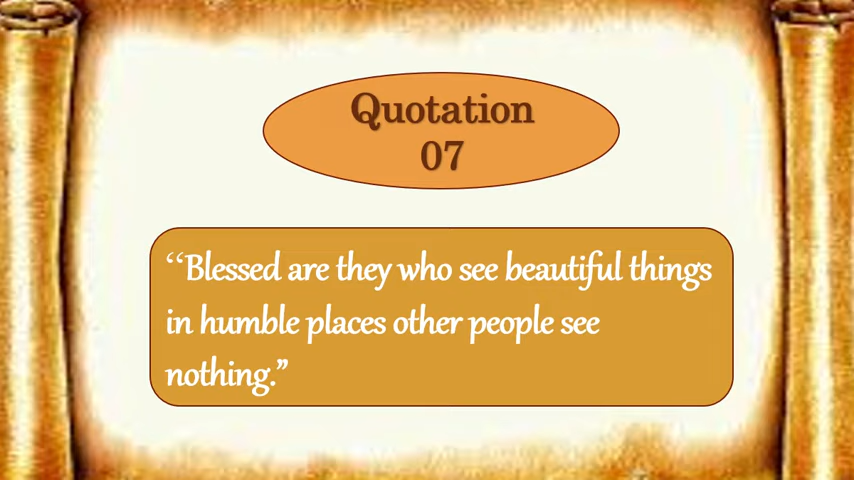 Quotation
07
‘‘Blessed are they who see beautiful things
in humble places other people see
nothing.”